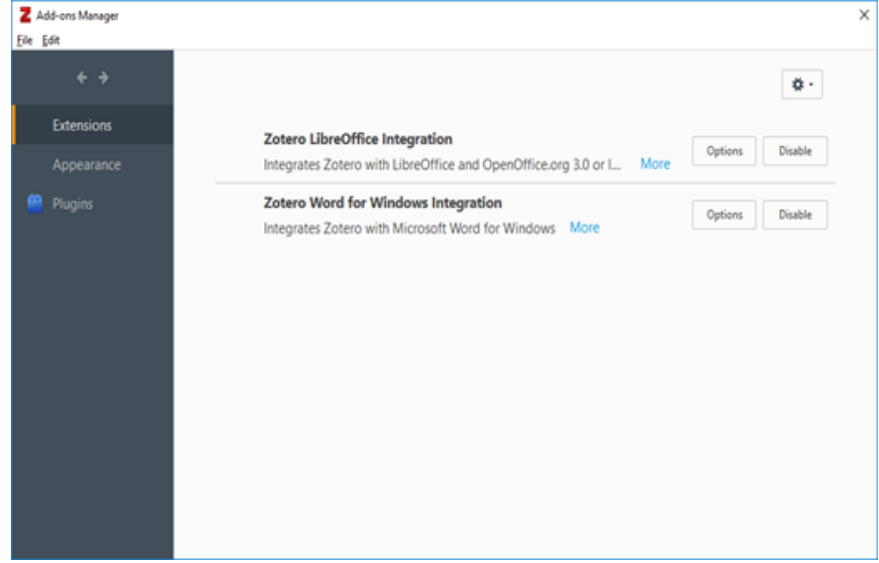 Z Add-ons Manager
File Edit
Extensions
Appearance
Plugins
Zotero LibreOffice Integration
Integrates Zotero with LibreOffice and OpenOffice.org 3.0 or l... More
Options Disable
Zotero Word for Windows Integration
Integrates Zotero with Microsoft Word for Windows More
Options Disable